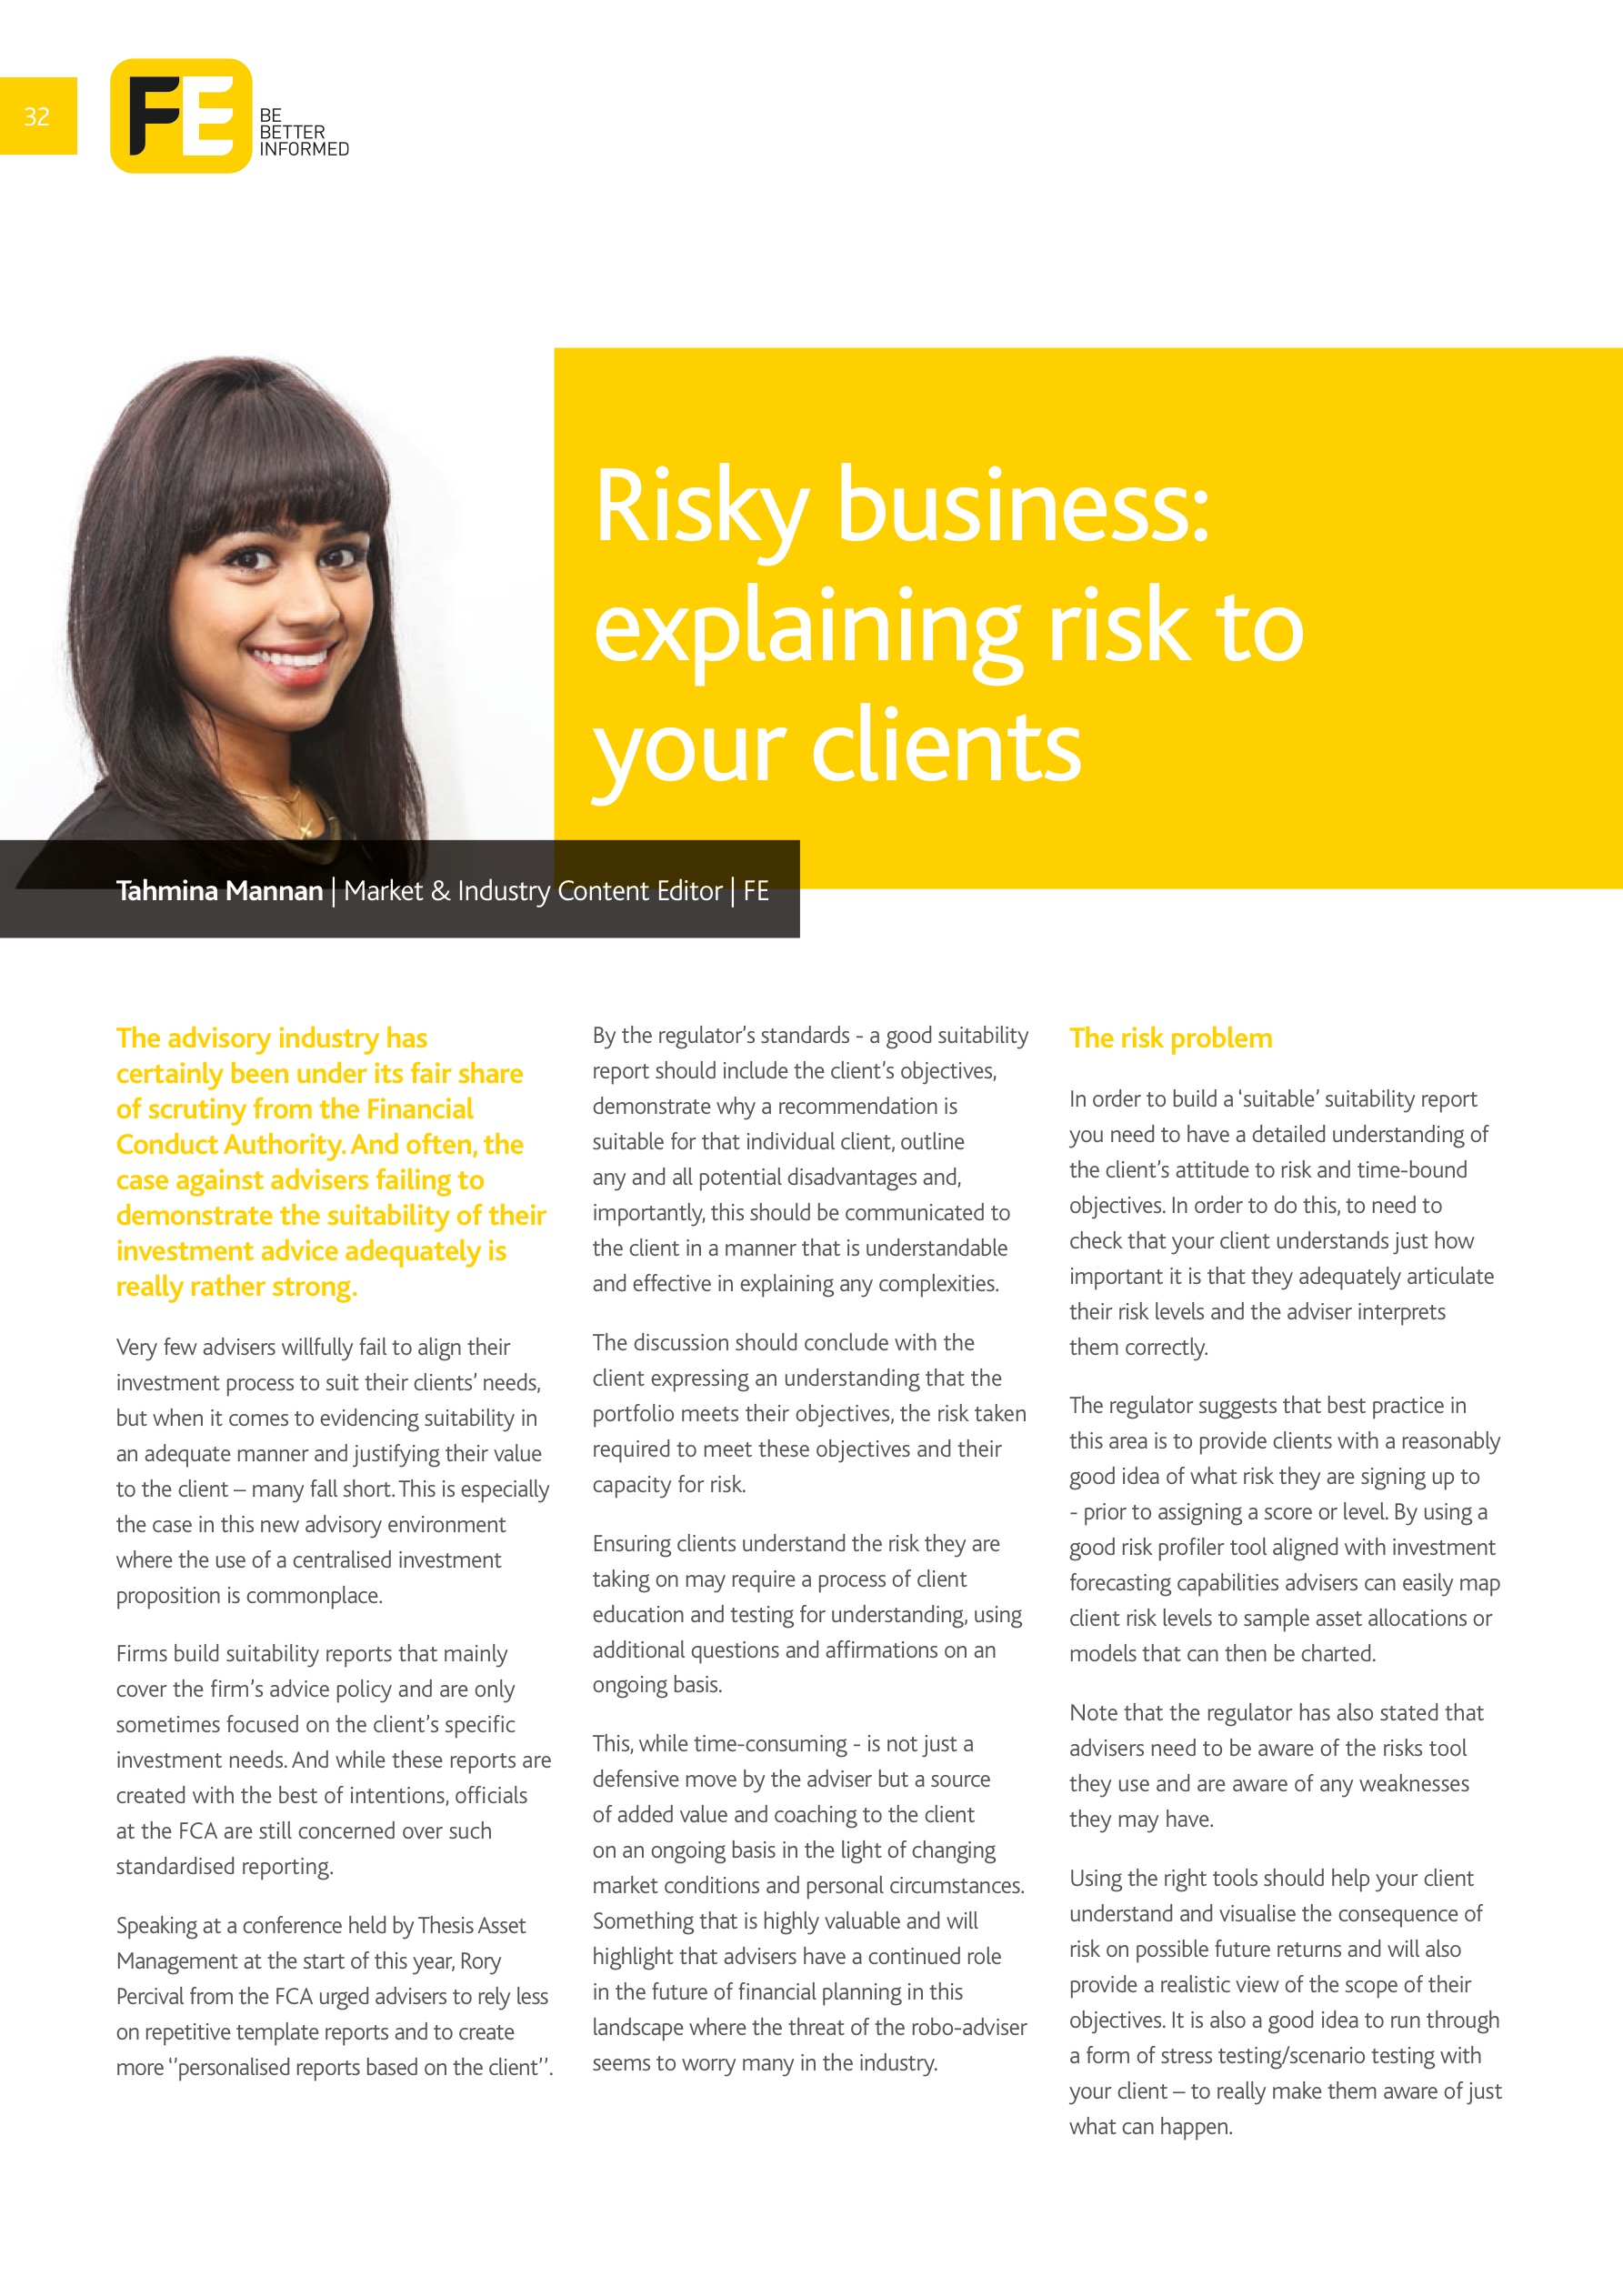 32
FE
BE
BETTER
INFORMED
Risky business:
explaining risk to
your clients
Tahmina Mannan | Market & Industry Content Editor | FE
The advisory industry has
certainly been under its fair share
of scrutiny from the Financial
Conduct Authority. And often, the
case against advisers failing to
demonstrate the suitability of their
investment advice adequately is
really rather strong.
Very few advisers willfully fail to align their
investment process to suit their clients’ needs,
but when it comes to evidencing suitability in
an adequate manner and justifying their value
to the client – many fall short. This is especially
the case in this new advisory environment
where the use of a centralised investment
proposition is commonplace.
Firms build suitability reports that mainly
cover the firm’s advice policy and are only
sometimes focused on the client’s specific
investment needs. And while these reports are
created with the best of intentions, officials
at the FCA are still concerned over such
standardised reporting.
Speaking at a conference held by Thesis Asset
Management at the start of this year, Rory
Percival from the FCA urged advisers to rely less
on repetitive template reports and to create
more ‘’personalised reports based on the client’’.
By the regulator’s standards - a good suitability
report should include the client’s objectives,
demonstrate why a recommendation is
suitable for that individual client, outline
any and all potential disadvantages and,
importantly, this should be communicated to
the client in a manner that is understandable
and effective in explaining any complexities.
The discussion should conclude with the
client expressing an understanding that the
portfolio meets their objectives, the risk taken
required to meet these objectives and their
capacity for risk.
Ensuring clients understand the risk they are
taking on may require a process of client
education and testing for understanding, using
additional questions and affirmations on an
ongoing basis.
This, while time-consuming - is not just a
defensive move by the adviser but a source
of added value and coaching to the client
on an ongoing basis in the light of changing
market conditions and personal circumstances.
Something that is highly valuable and will
highlight that advisers have a continued role
in the future of financial planning in this
landscape where the threat of the robo-adviser
seems to worry many in the industry.
The risk problem
In order to build a ‘suitable’ suitability report
you need to have a detailed understanding of
the client’s attitude to risk and time-bound
objectives. In order to do this, to need to
check that your client understands just how
important it is that they adequately articulate
their risk levels and the adviser interprets
them correctly.
The regulator suggests that best practice in
this area is to provide clients with a reasonably
good idea of what risk they are signing up to
- prior to assigning a score or level. By using a
good risk profiler tool aligned with investment
forecasting capabilities advisers can easily map
client risk levels to sample asset allocations or
models that can then be charted.
Note that the regulator has also stated that
advisers need to be aware of the risks tool
they use and are aware of any weaknesses
they may have.
Using the right tools should help your client
understand and visualise the consequence of
risk on possible future returns and will also
provide a realistic view of the scope of their
objectives. It is also a good idea to run through
a form of stress testing/scenario testing with
your client – to really make them aware of just
what can happen.